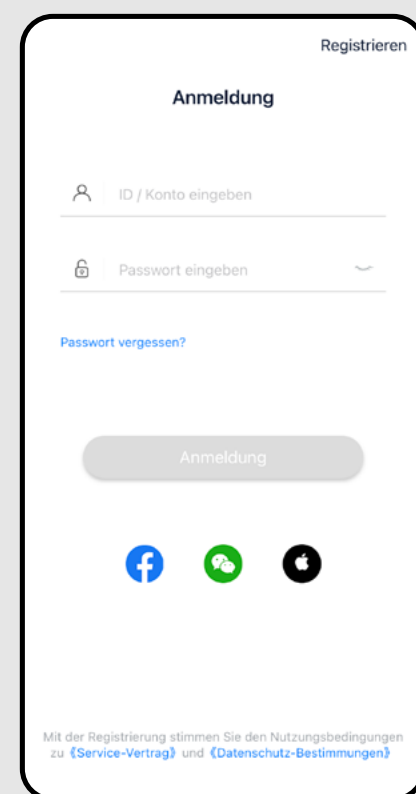 Registrieren
Anmeldung
ID / Konto eingeben
Passwort eingeben
Passwort vergessen?
Anmeldung
Mit der Registrierung stimmen Sie den Nutzungsbedingungen
zu《Service-Vertrag》und《Datenschutz-Bestimmungen》